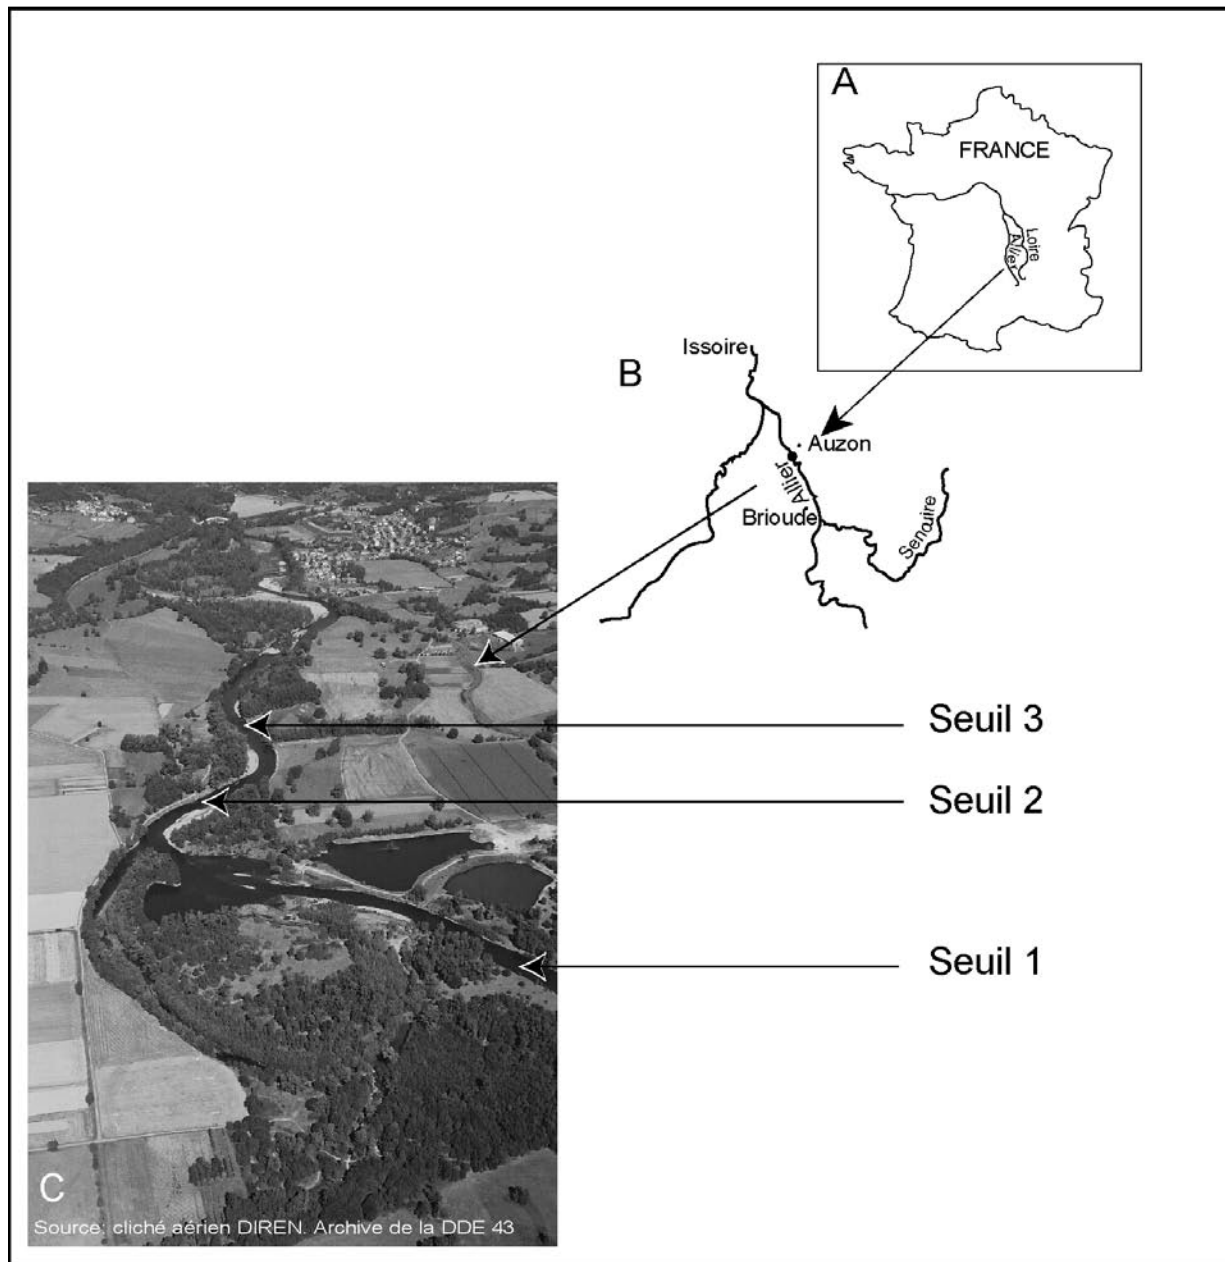 A
FRANCE
Loire
Allier
B
Issoire
Auzon
Allier
Brioude
Senouire
Seuil 3
Seuil 2
Seuil 1
C
Source: cliché aérien DIREN. Archive de la DDE 43